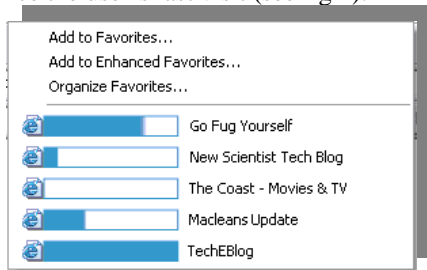 Add to Favorites...
Add to Enhanced Favorites...
Organize Favorites...
Go Fug Yourself
New Scientist Tech Blog
The Coast - Movies & TV
Macleans Update
TechEBlog